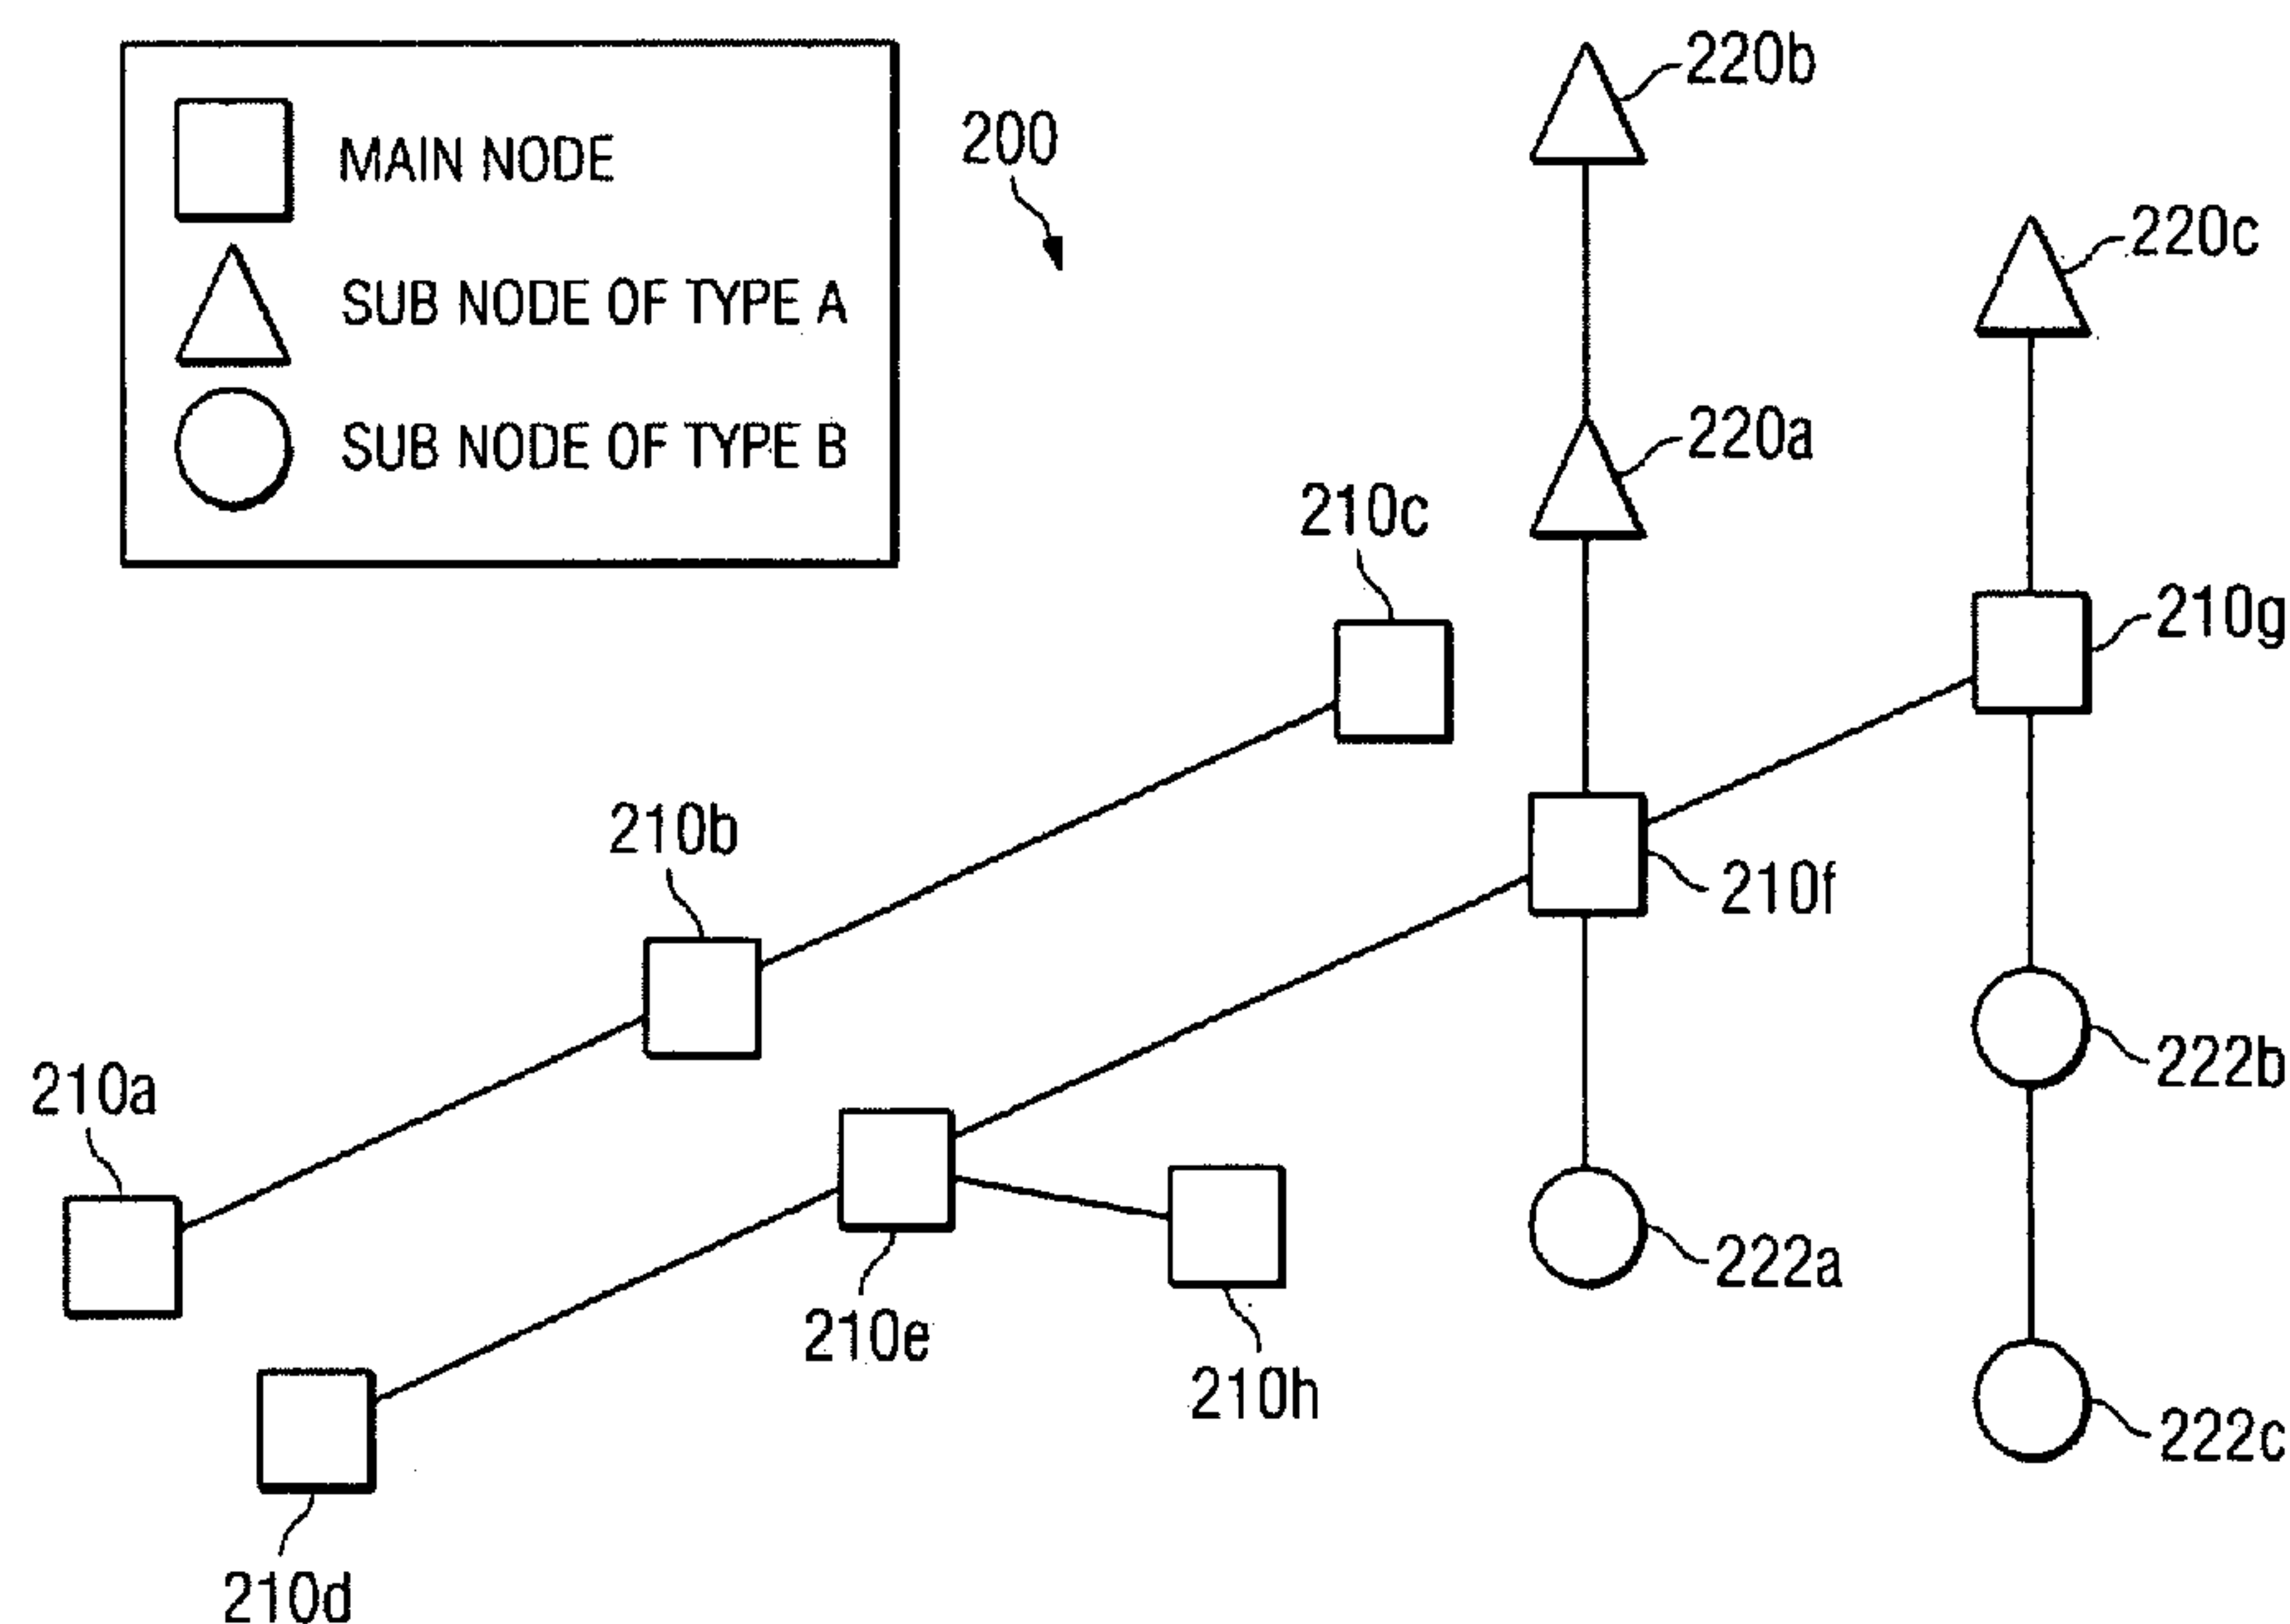 MAIN NODE
SUB NODE OF TYPE A
SUB NODE OF TYPE B
200
220b
220c
220a
210c
210g
210b
210f
210a
222b
210e
222a
210h
222c
210d